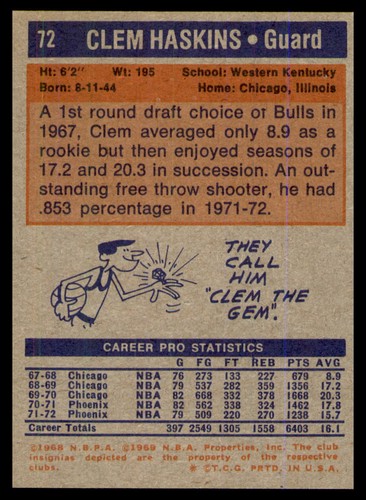 72 CLEM HASKINS • Guard
Ht: 6'2" Wt: 195 School: Western Kentucky
Born: 8-11-44 Home: Chicago, Illinois
A 1st round draft choice of Bulls in
1967, Clem averaged only 8.9 as a
rookie but then enjoyed seasons of
17.2 and 20.3 in succession. An out-
standing free throw shooter, he had
.853 percentage in 1971-72.
THEY
CALL
HIM
"CLEM THE
GEM".
CAREER PRO STATISTICS
G FG FT REB PTS AVG
67-68 Chicago NBA 76 273 133 227 679 8.9
68-69 Chicago NBA 79 537 282 359 1356 17.2
69-70 Chicago NBA 82 668 332 378 1668 20.3
70-71 Phoenix NBA 82 562 338 324 1462 17.8
71-72 Phoenix NBA 79 509 220 270 1238 15.7
Career Totals 397 2549 1305 1558 6403 16.1
©1968 N.B.P.A. ©1969 N.B.A. Properties, Inc. The club
insignias depicted are the trademarks of the respective
clubs. ★ ©T.C.G. PRTD. IN U.S.A.